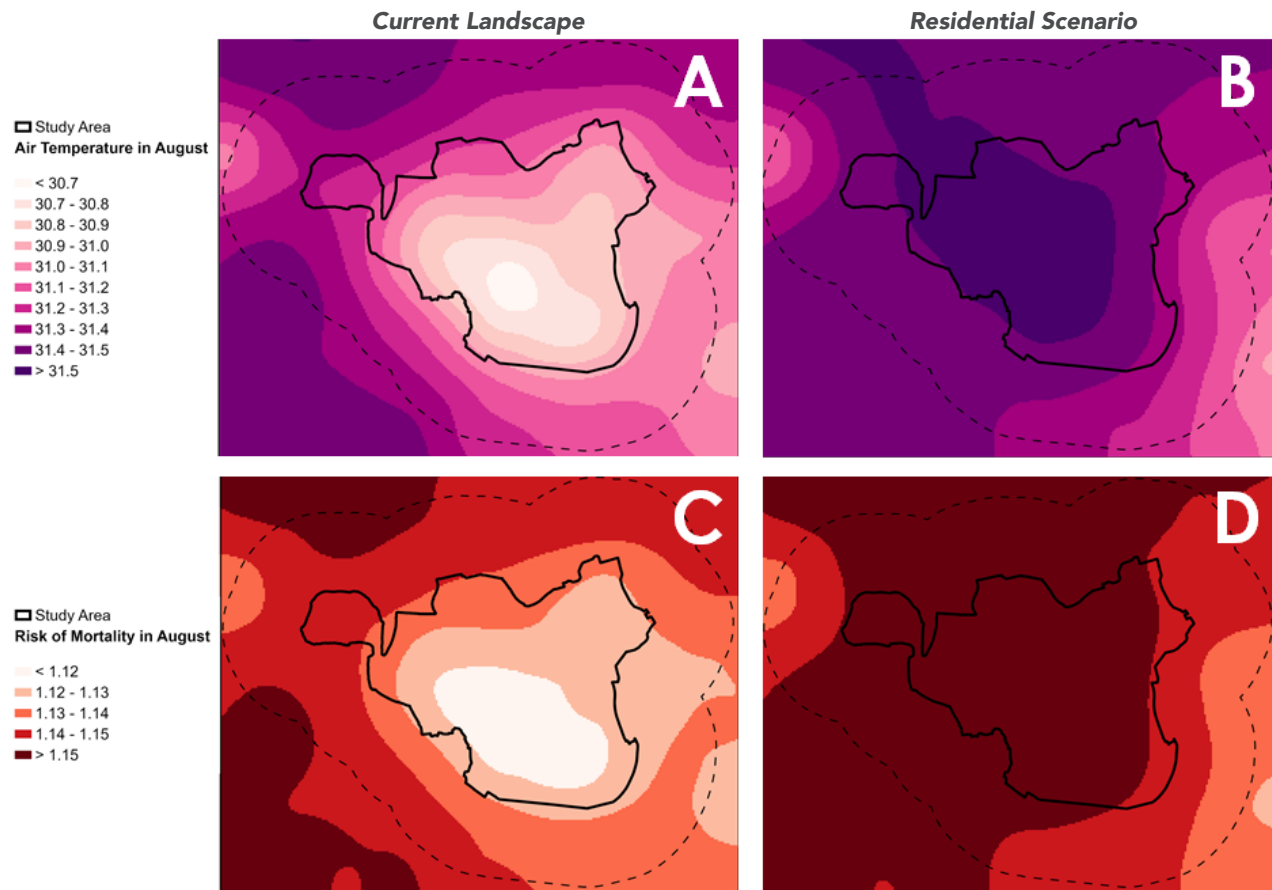 Current Landscape
Residential Scenario
A
B
Study Area
Air Temperature in August
< 30.7
30.7 - 30.8
30.8 - 30.9
30.9 - 31.0
31.0 - 31.1
31.1 - 31.2
31.2 - 31.3
31.3 - 31.4
31.4 - 31.5
> 31.5
C
D
Study Area
Risk of Mortality in August
< 1.12
1.12 - 1.13
1.13 - 1.14
1.14 - 1.15
> 1.15